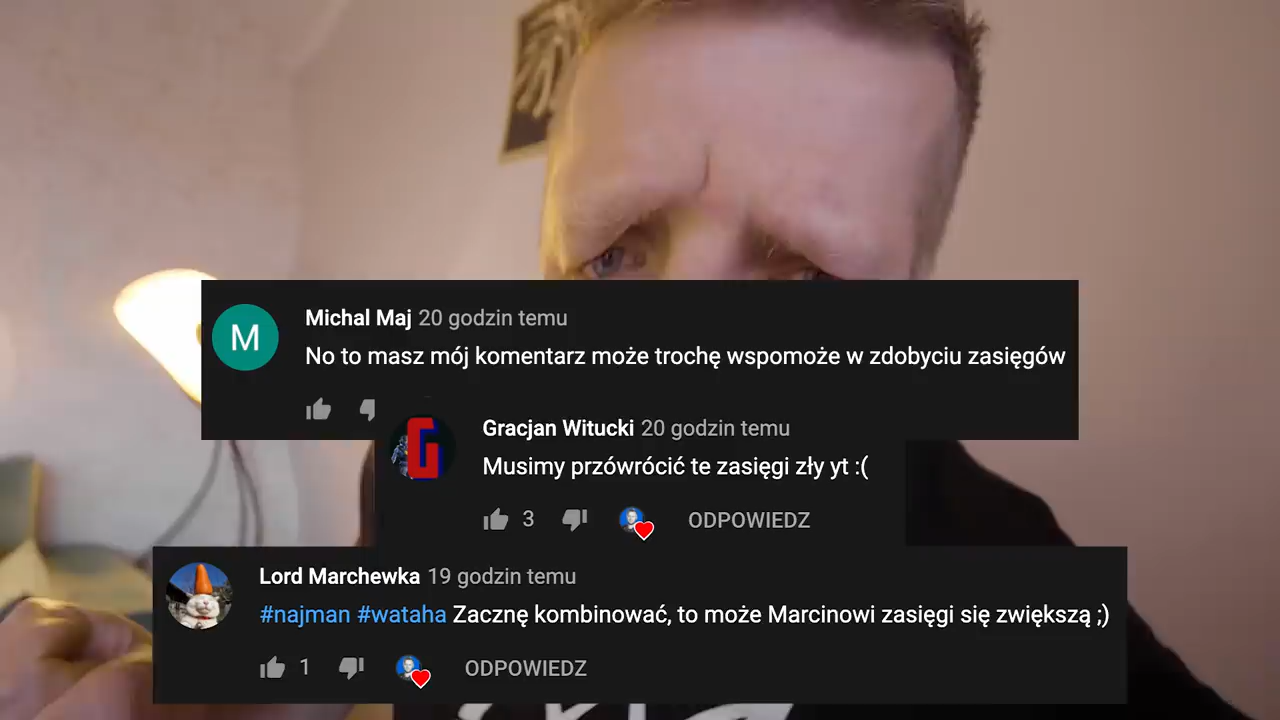 M
Michal Maj 20 godzin temu
No to masz mój komentarz może trochę wspomoże w zdobyciu zasięgów
G
Gracjan Witucki 20 godzin temu
Musimy przówrócić te zasięgi zły yt :(
3
ODPOWIEDZ
Lord Marchewka 19 godzin temu
#najman #wataha Zacznę kombinować, to może Marcinowi zasięgi się zwiększą ;)
1
ODPOWIEDZ